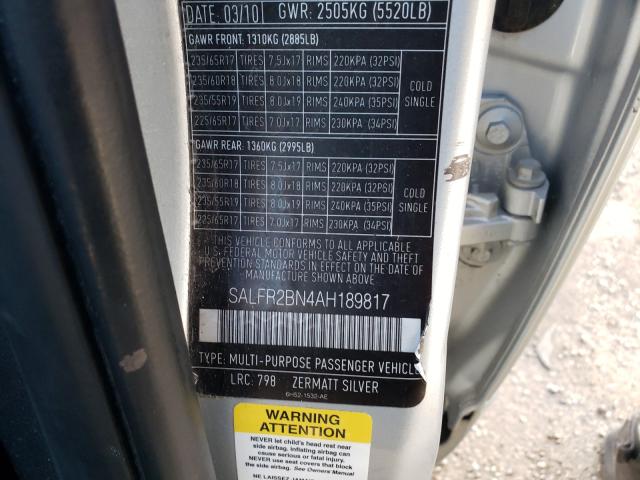 DATE: 03/10 GWR: 2505KG (5520LB)
GAWR FRONT: 1310KG (2885LB)
235/65R17 TIRES 7.5Jx17 RIMS 220KPA (32PSI)
235/60R18 TIRES 8.0Jx18 RIMS 220KPA (32PSI) COLD
235/55R19 TIRES 8.0Jx19 RIMS 240KPA (35PSI) SINGLE
225/65R17 TIRES 7.0Jx17 RIMS 230KPA (34PSI)
GAWR REAR: 1360KG (2995LB)
235/65R17 TIRES 7.5Jx17 RIMS 220KPA (32PSI)
235/60R18 TIRES 8.0Jx18 RIMS 220KPA (32PSI) COLD
235/55R19 TIRES 8.0Jx19 RIMS 240KPA (35PSI) SINGLE
225/65R17 TIRES 7.0Jx17 RIMS 230KPA (34PSI)
THIS VEHICLE CONFORMS TO ALL APPLICABLE
U.S. FEDERAL MOTOR VEHICLE SAFETY AND THEFT
PREVENTION STANDARDS IN EFFECT ON THE DATE
OF MANUFACTURE SHOWN ABOVE
SALFR2BN4AH189817
TYPE: MULTI-PURPOSE PASSENGER VEHICL
LRC: 798 ZERMATT SILVER
6H52-1532-AE
WARNING
ATTENTION
NEVER let child's head rest near
side airbag. Inflating airbag can
cause serious or fatal injury.
NEVER use seat covers that block
the side airbag. See Owners Manual
NE LAISSEZ JAMAIS